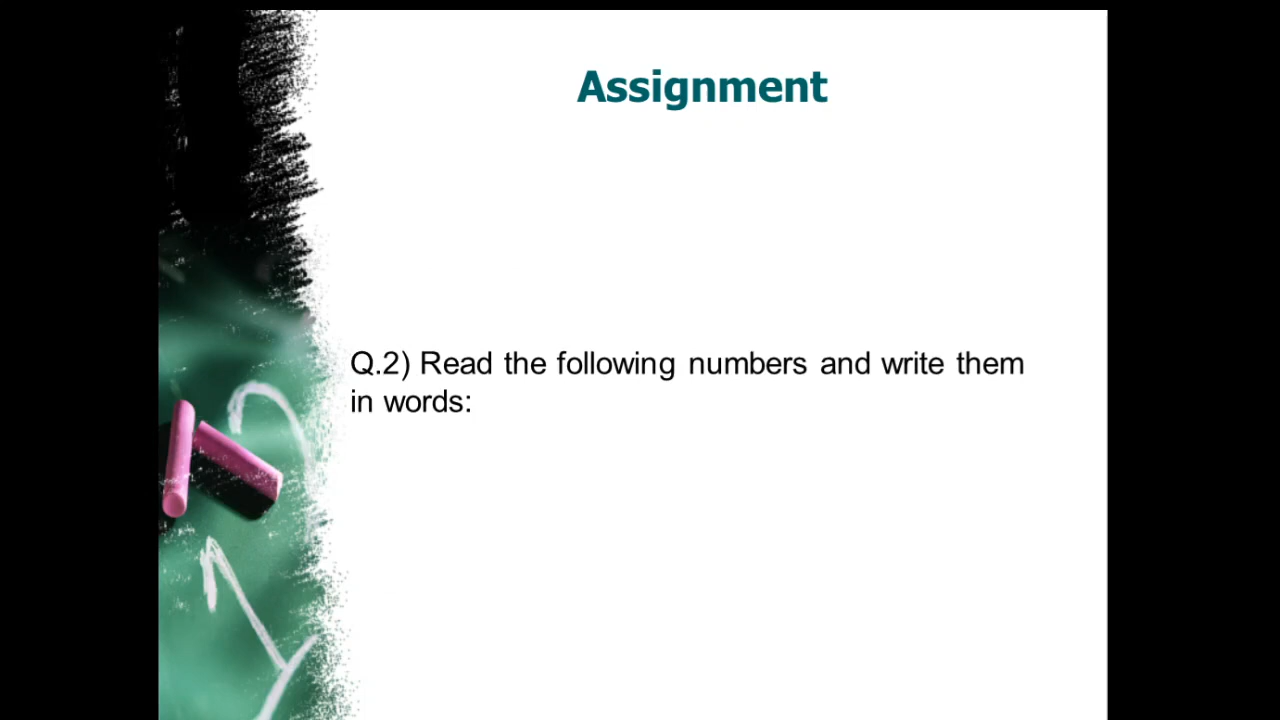 Assignment
Q.2) Read the following numbers and write them
in words: